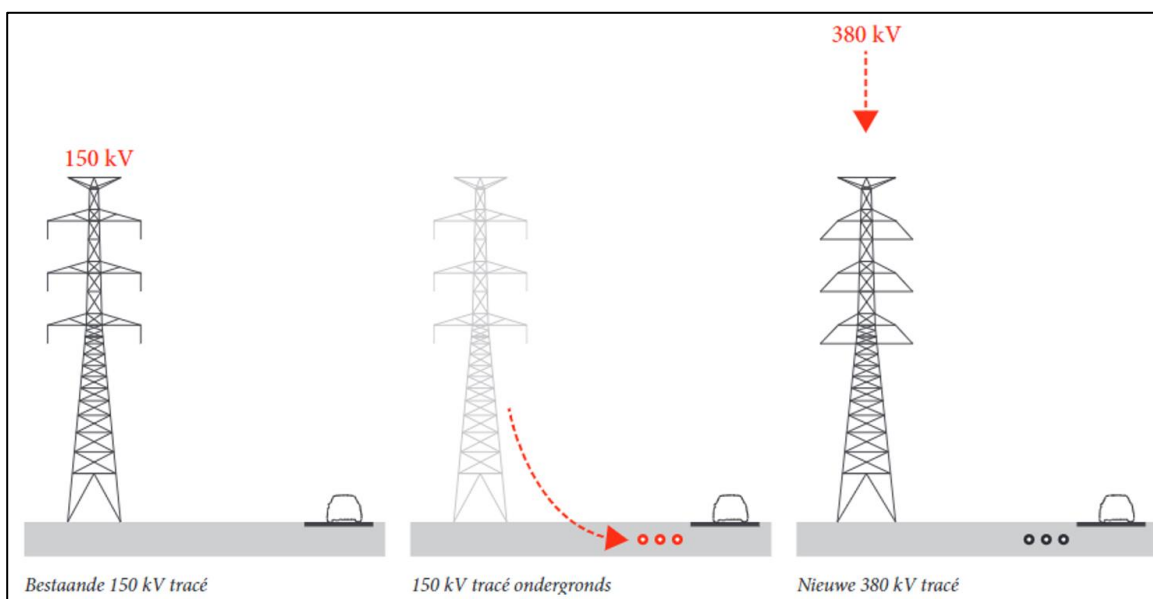 380 kV
150 kV
Bestaande 150 kV tracé
150 kV tracé ondergronds
Nieuwe 380 kV tracé